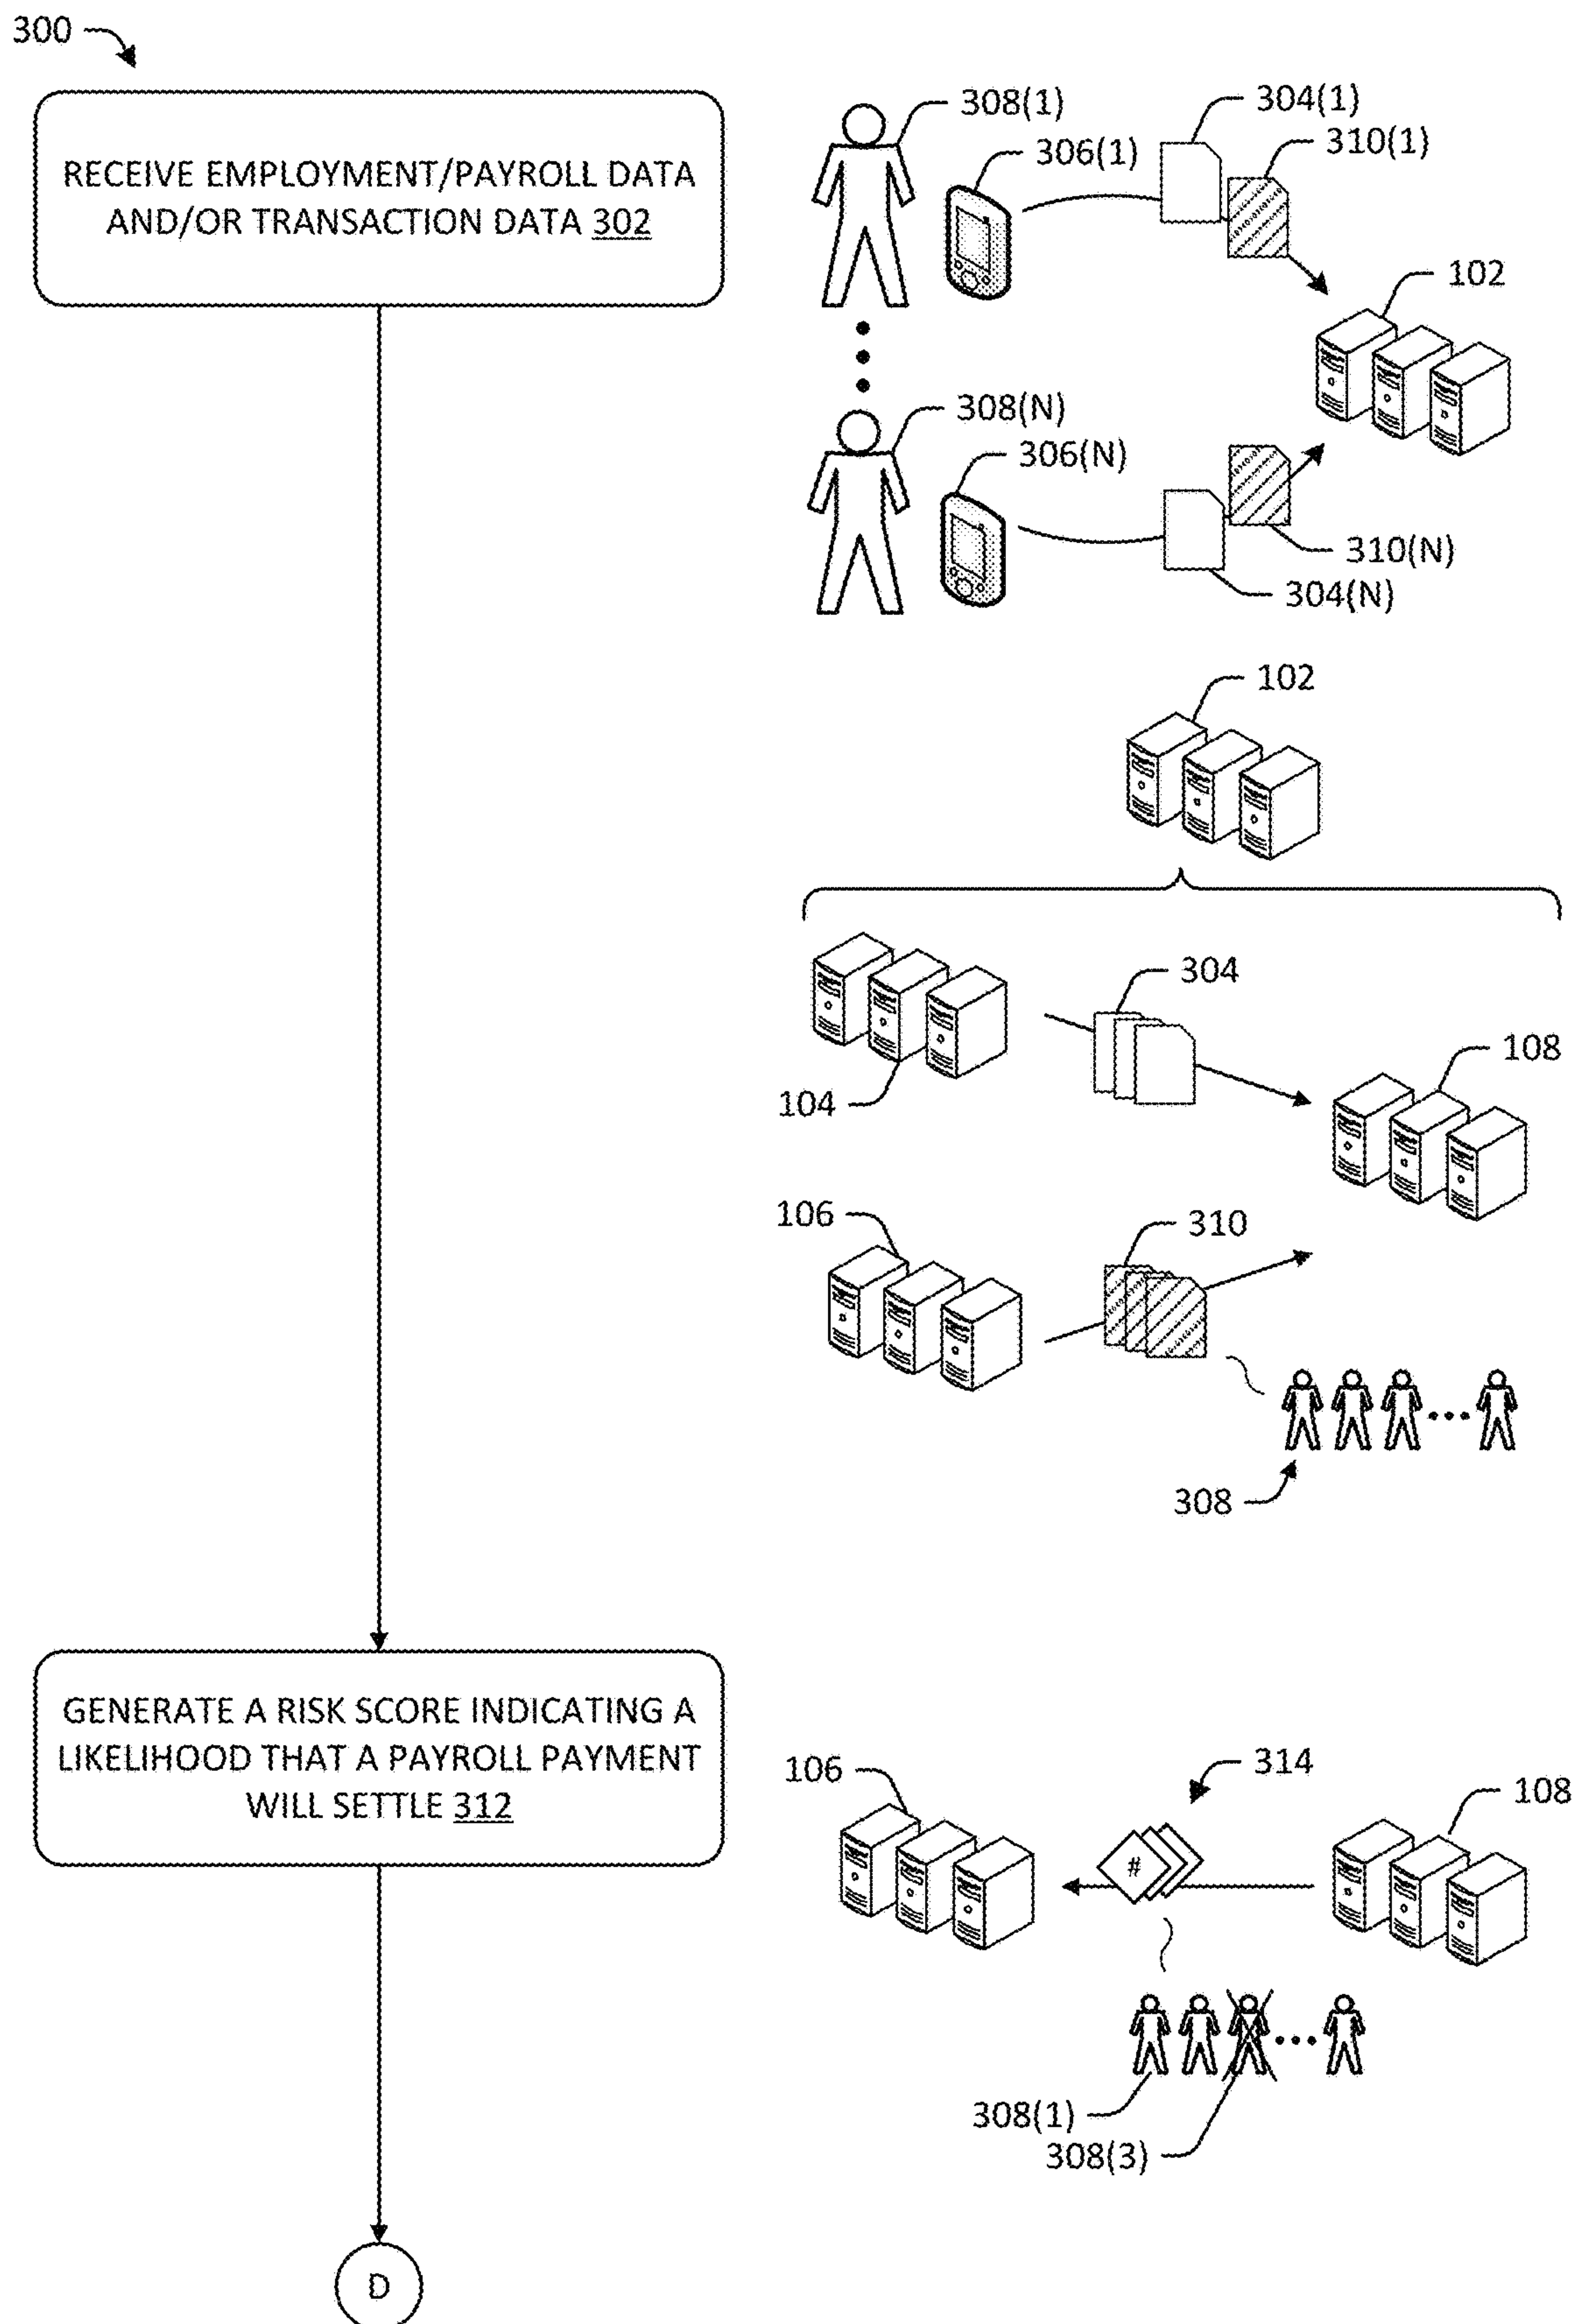 300
RECEIVE EMPLOYMENT/PAYROLL DATA
AND/OR TRANSACTION DATA 302
308(1)
304(1)
306(1)
310(1)
102
308(N)
306(N)
310(N)
304(N)
102
304
104
108
106
310
308
GENERATE A RISK SCORE INDICATING A
LIKELIHOOD THAT A PAYROLL PAYMENT
WILL SETTLE 312
106
314
108
#
308(1)
308(3)
D